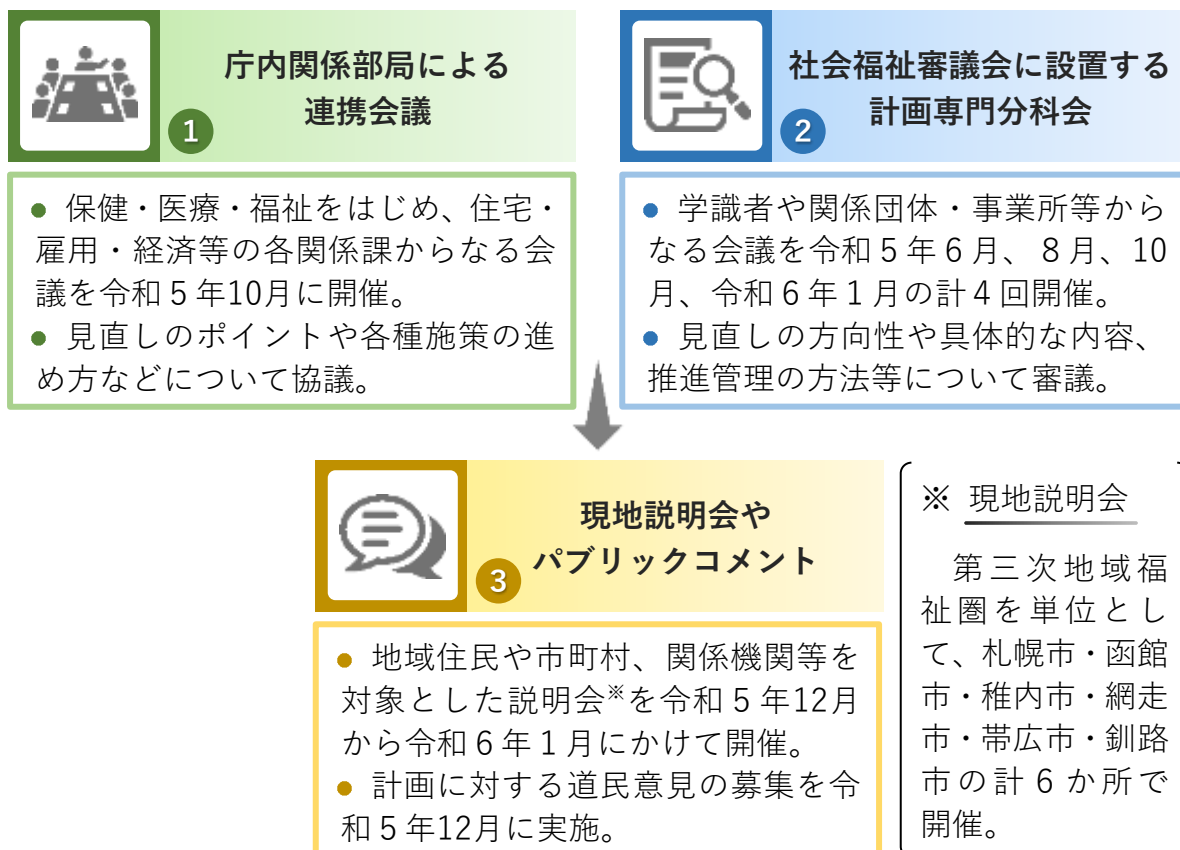 庁内関係部局による
連携会議
1
● 保健・医療・福祉をはじめ、住宅・
雇用・経済等の各関係課からなる会
議を令和５年10月に開催。
● 見直しのポイントや各種施策の進
め方などについて協議。
社会福祉審議会に設置する
計画専門分科会
2
● 学識者や関係団体・事業所等から
なる会議を令和５年６月、８月、10
月、令和６年１月の計４回開催。
● 見直しの方向性や具体的な内容、
推進管理の方法等について審議。
現地説明会や
パブリックコメント
3
● 地域住民や市町村、関係機関等を
対象とした説明会※を令和５年12月
から令和６年１月にかけて開催。
● 計画に対する道民意見の募集を令
和５年12月に実施。
※ 現地説明会
第三次地域福
祉圏を単位とし
て、札幌市・函館
市・稚内市・網走
市・帯広市・釧路
市の計６か所で
開催。